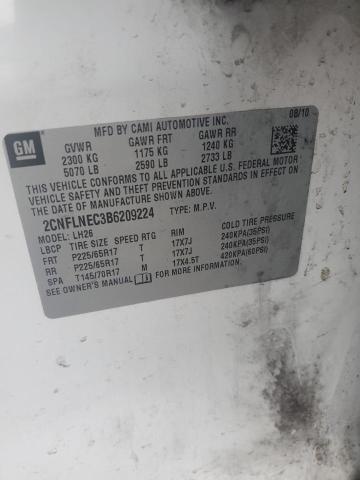 GM
MFD BY CAMI AUTOMOTIVE INC. 08/10
GVWR GAWR FRT GAWR RR
2300 KG 1175 KG 1240 KG
5070 LB 2590 LB 2733 LB
THIS VEHICLE CONFORMS TO ALL APPLICABLE U.S. FEDERAL MOTOR
VEHICLE SAFETY AND THEFT PREVENTION STANDARDS IN EFFECT ON
THE DATE OF MANUFACTURE SHOWN ABOVE.
2CNFLNEC3B6209224 TYPE: M.P.V.
MODEL: LH26
LBCP TIRE SIZE SPEED RTG RIM COLD TIRE PRESSURE
FRT P225/65R17 T 17X7J 240KPA(35PSI)
RR P225/65R17 T 17X7J 240KPA(35PSI)
SPA T145/70R17 M 17X4.5T 420KPA(60PSI)
SEE OWNER'S MANUAL FOR ADDITIONAL INFORMATION.